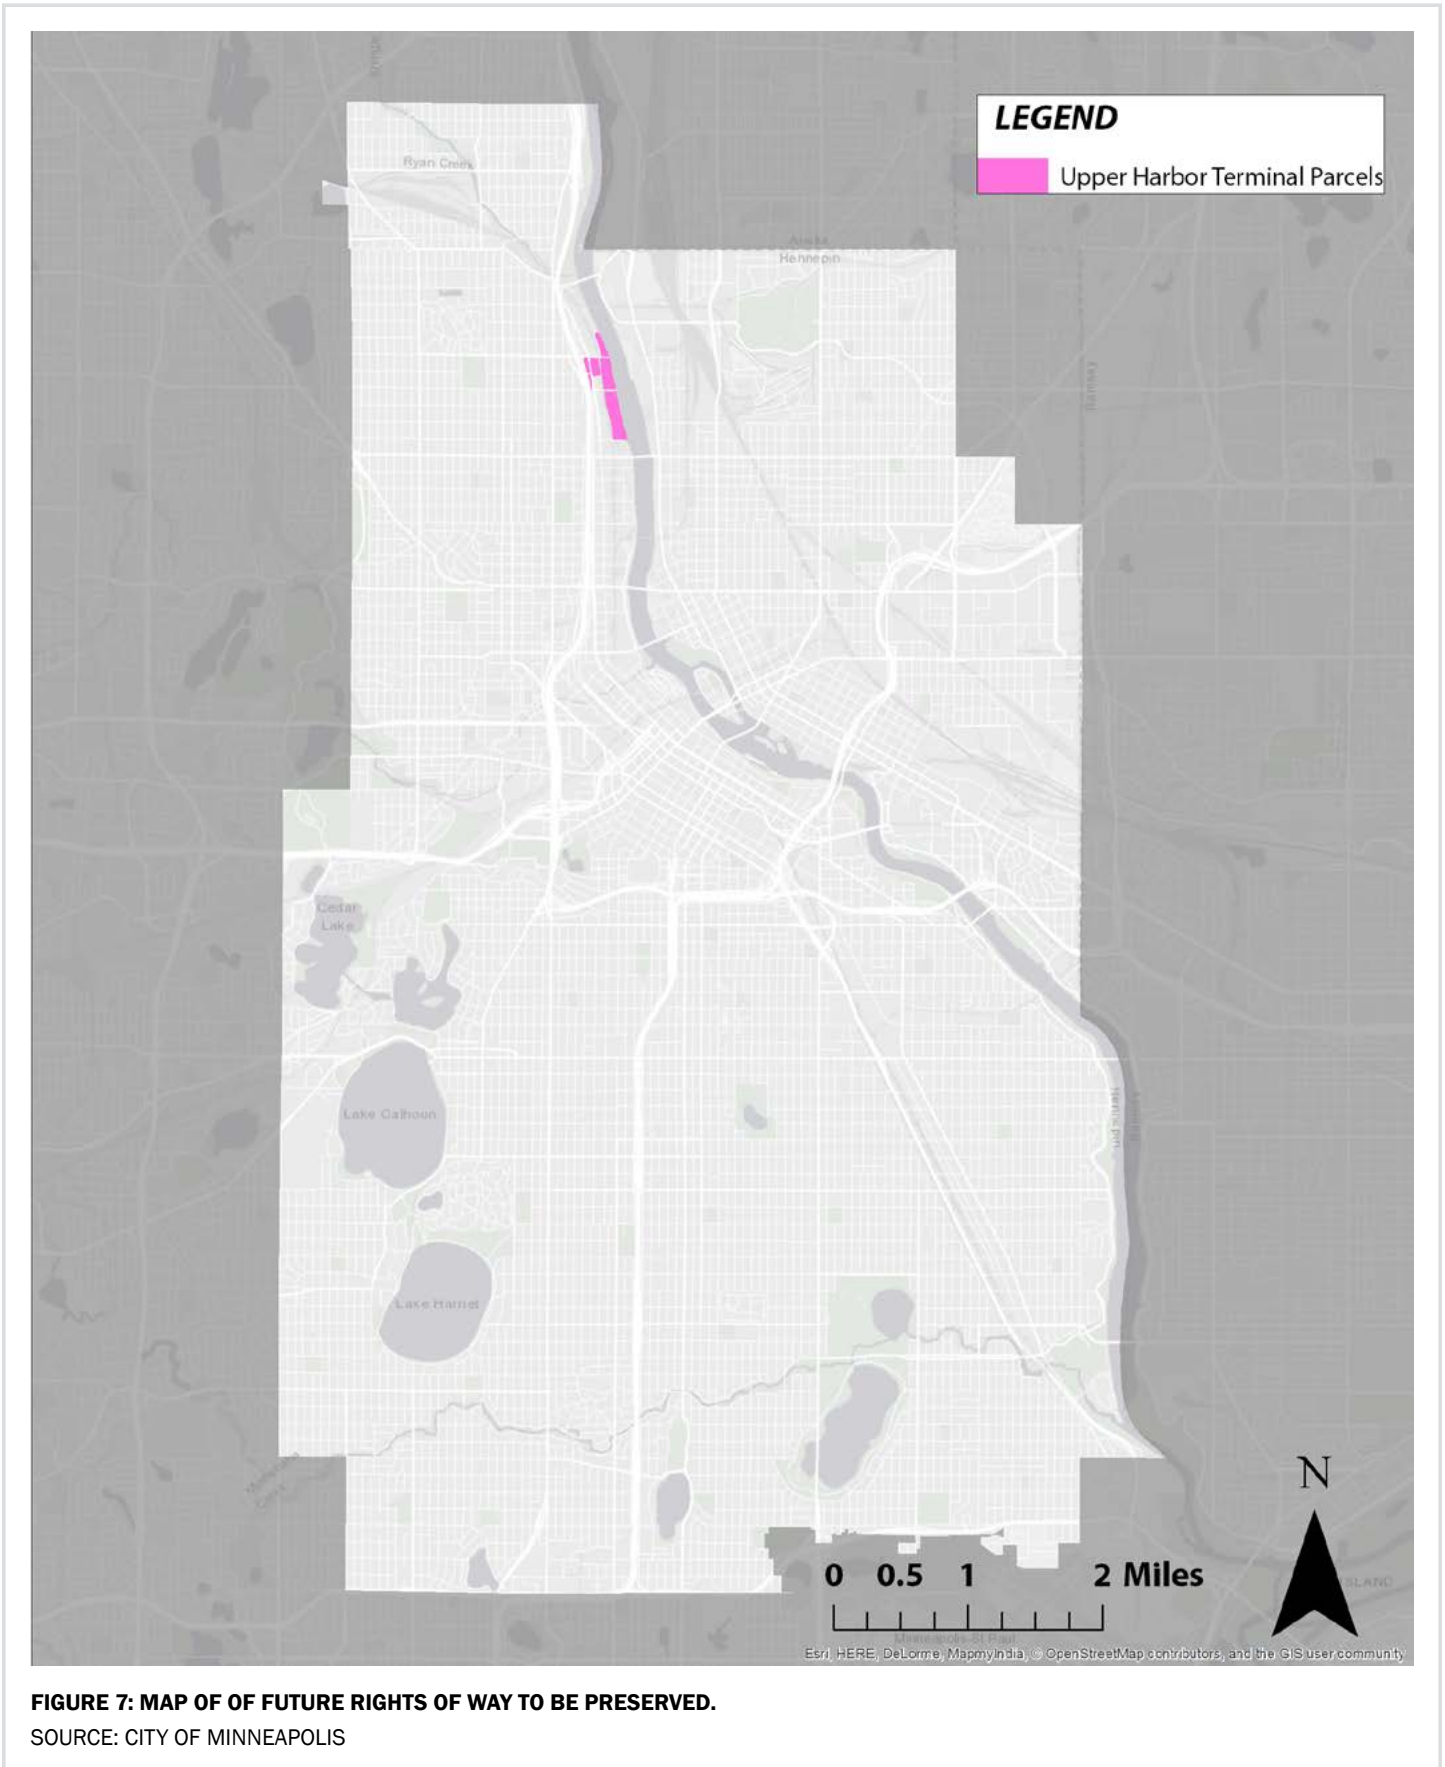 LEGEND
Upper Harbor Terminal Parcels
Ryan Creek
Anoka
Hennepin
Cedar
Lake
Lake Calhoun
Hennepin
Lake Harriet
N
0 0.5 1 2 Miles
ISLAND
Minneapolis-St Paul
Esri, HERE, DeLorme, MapmyIndia, © OpenStreetMap contributors, and the GIS user community
FIGURE 7: MAP OF OF FUTURE RIGHTS OF WAY TO BE PRESERVED.
SOURCE: CITY OF MINNEAPOLIS